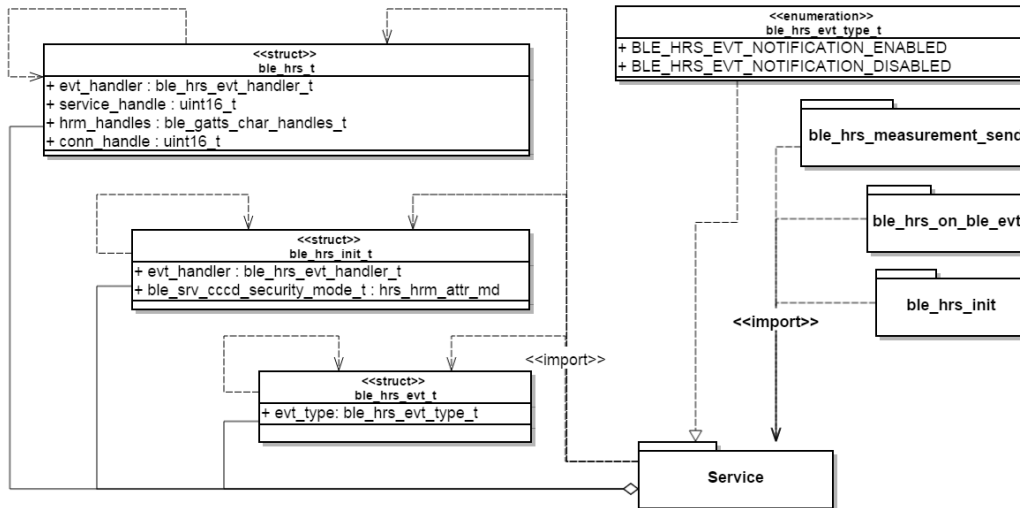 <<struct>>
ble_hrs_t
+ evt_handler : ble_hrs_evt_handler_t
+ service_handle : uint16_t
+ hrm_handles : ble_gatts_char_handles_t
+ conn_handle : uint16_t
<<enumeration>>
ble_hrs_evt_type_t
+ BLE_HRS_EVT_NOTIFICATION_ENABLED
+ BLE_HRS_EVT_NOTIFICATION_DISABLED
ble_hrs_measurement_send
ble_hrs_on_ble_evt
ble_hrs_init
<<struct>>
ble_hrs_init_t
+ evt_handler : ble_hrs_evt_handler_t
+ ble_srv_cccd_security_mode_t : hrs_hrm_attr_md
<<import>>
<<import>>
<<struct>>
ble_hrs_evt_t
+ evt_type: ble_hrs_evt_type_t
Service